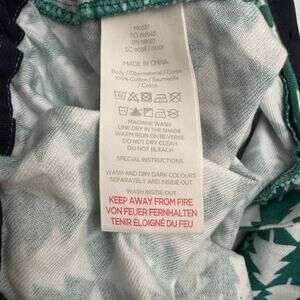 MADE IN CHINA
Body / Obermaterial / Corps
100% Cotton / Baumwolle
/ Coton
MACHINE WASH
LINE DRY IN THE SHADE
WARM IRON ON REVERSE
DO NOT DRY CLEAN
DO NOT BLEACH
SPECIAL INSTRUCTIONS
WASH AND DRY DARK COLOURS
SEPARATELY AND INSIDE OUT
WASH INSIDE OUT
KEEP AWAY FROM FIRE
VON FEUER FERNHALTEN
TENIR ÉLOIGNÉ DU FEU